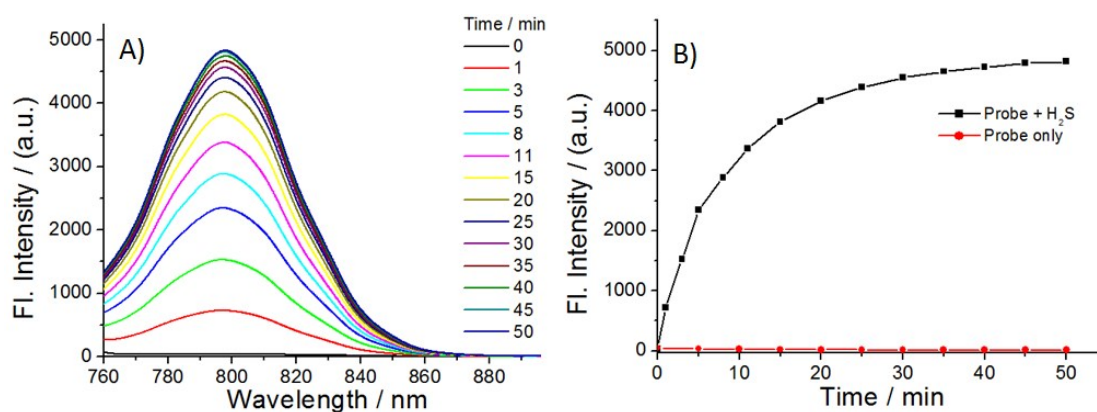 A)
Fl. Intensity / (a.u.)
5000
4000
3000
2000
1000
0
760 780 800 820 840 860 880
Wavelength / nm
Time / min
0
1
3
5
8
11
15
20
25
30
35
40
45
50
B)
Fl. Intensity / (a.u.)
5000
4000
3000
2000
1000
0
0 10 20 30 40 50
Time / min
Probe + H₂S
Probe only